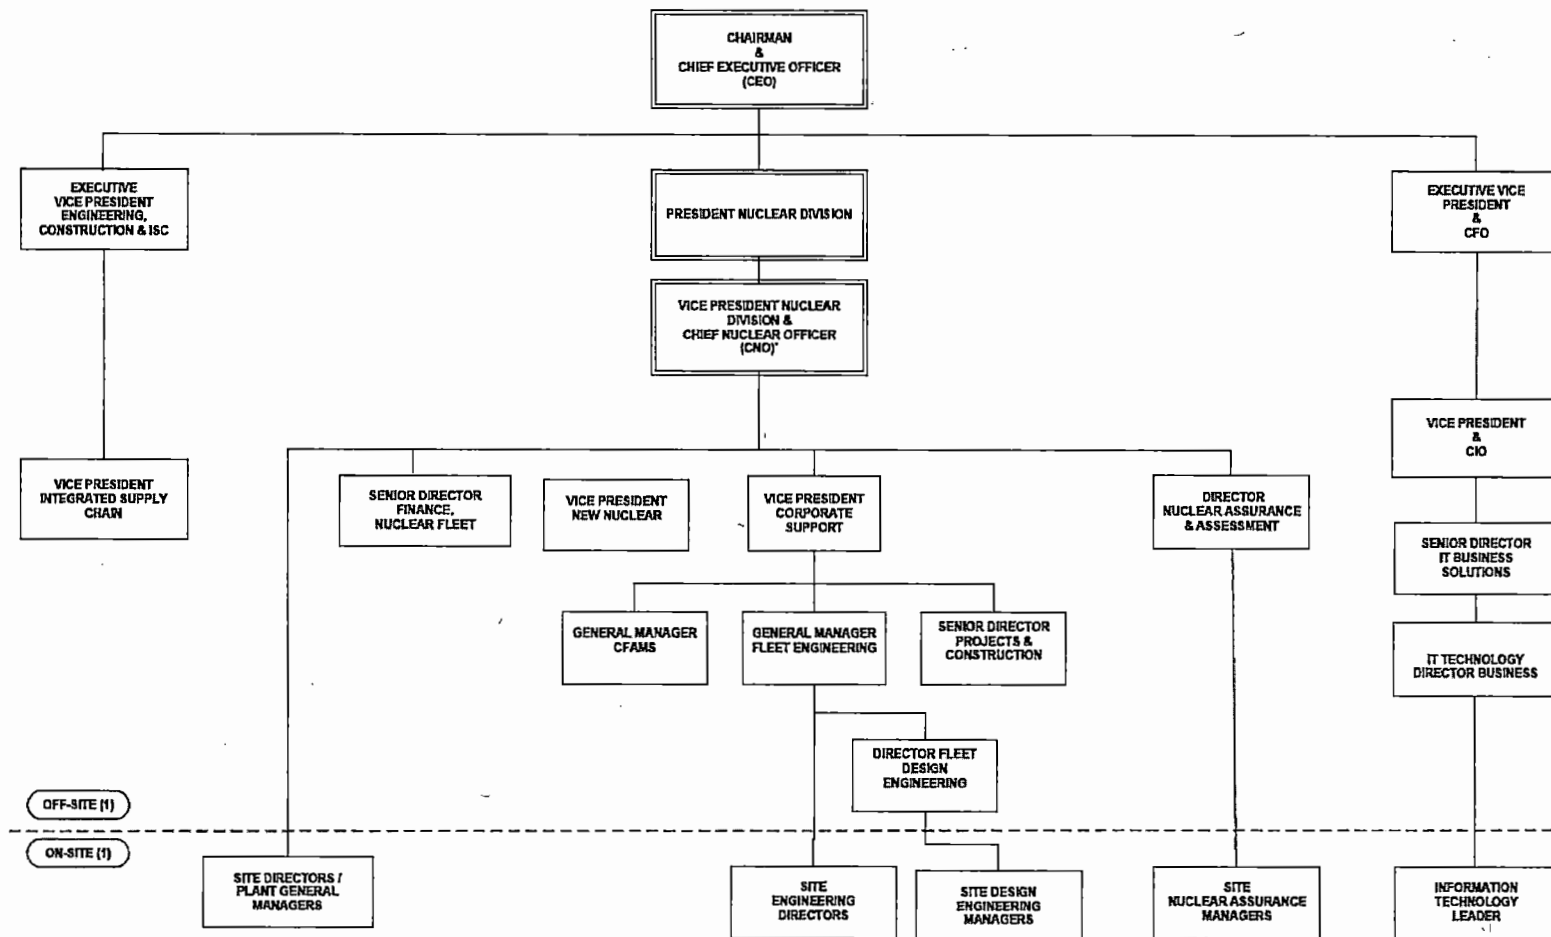 CHAIRMAN
&
CHIEF EXECUTIVE OFFICER
(CEO)
EXECUTIVE
VICE PRESIDENT
ENGINEERING,
CONSTRUCTION & ISC
PRESIDENT NUCLEAR DIVISION
EXECUTIVE VICE
PRESIDENT
&
CFO
VICE PRESIDENT NUCLEAR
DIVISION &
CHIEF NUCLEAR OFFICER
(CNO)*
VICE PRESIDENT
&
CIO
VICE PRESIDENT
INTEGRATED SUPPLY
CHAIN
SENIOR DIRECTOR
FINANCE,
NUCLEAR FLEET
VICE PRESIDENT
NEW NUCLEAR
VICE PRESIDENT
CORPORATE
SUPPORT
DIRECTOR
NUCLEAR ASSURANCE
& ASSESSMENT
SENIOR DIRECTOR
IT BUSINESS
SOLUTIONS
GENERAL MANAGER
CFAMS
GENERAL MANAGER
FLEET ENGINEERING
SENIOR DIRECTOR
PROJECTS &
CONSTRUCTION
IT TECHNOLOGY
DIRECTOR BUSINESS
DIRECTOR FLEET
DESIGN
ENGINEERING
OFF-SITE (1)
ON-SITE (1)
SITE DIRECTORS /
PLANT GENERAL
MANAGERS
SITE
ENGINEERING
DIRECTORS
SITE DESIGN
ENGINEERING
MANAGERS
SITE
NUCLEAR ASSURANCE
MANAGERS
INFORMATION
TECHNOLOGY
LEADER